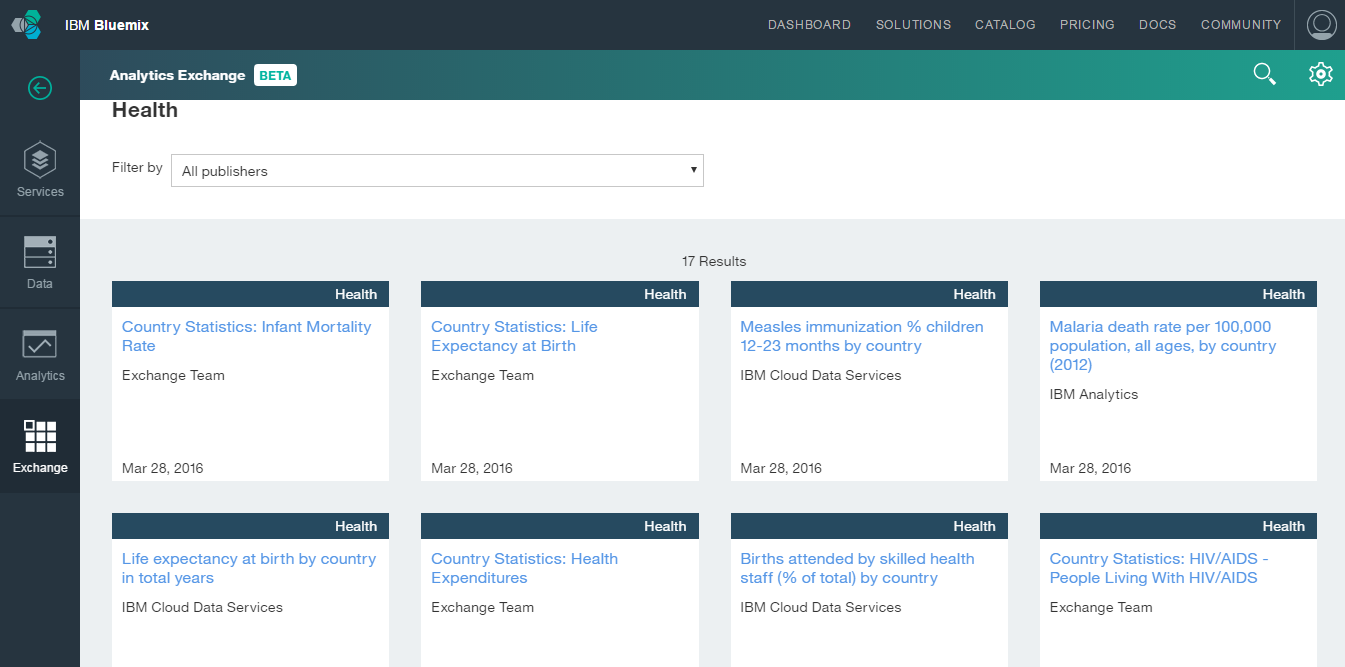 IBM Bluemix
DASHBOARD SOLUTIONS CATALOG PRICING DOCS COMMUNITY
Analytics Exchange BETA
Health
Filter by All publishers
Services
Data
Analytics
Exchange
17 Results
Health
Country Statistics: Infant Mortality
Rate
Exchange Team
Mar 28, 2016
Health
Country Statistics: Life
Expectancy at Birth
Exchange Team
Mar 28, 2016
Health
Measles immunization % children
12-23 months by country
IBM Cloud Data Services
Mar 28, 2016
Health
Malaria death rate per 100,000
population, all ages, by country
(2012)
IBM Analytics
Mar 28, 2016
Health
Life expectancy at birth by country
in total years
IBM Cloud Data Services
Health
Country Statistics: Health
Expenditures
Exchange Team
Health
Births attended by skilled health
staff (% of total) by country
IBM Cloud Data Services
Health
Country Statistics: HIV/AIDS -
People Living With HIV/AIDS
Exchange Team